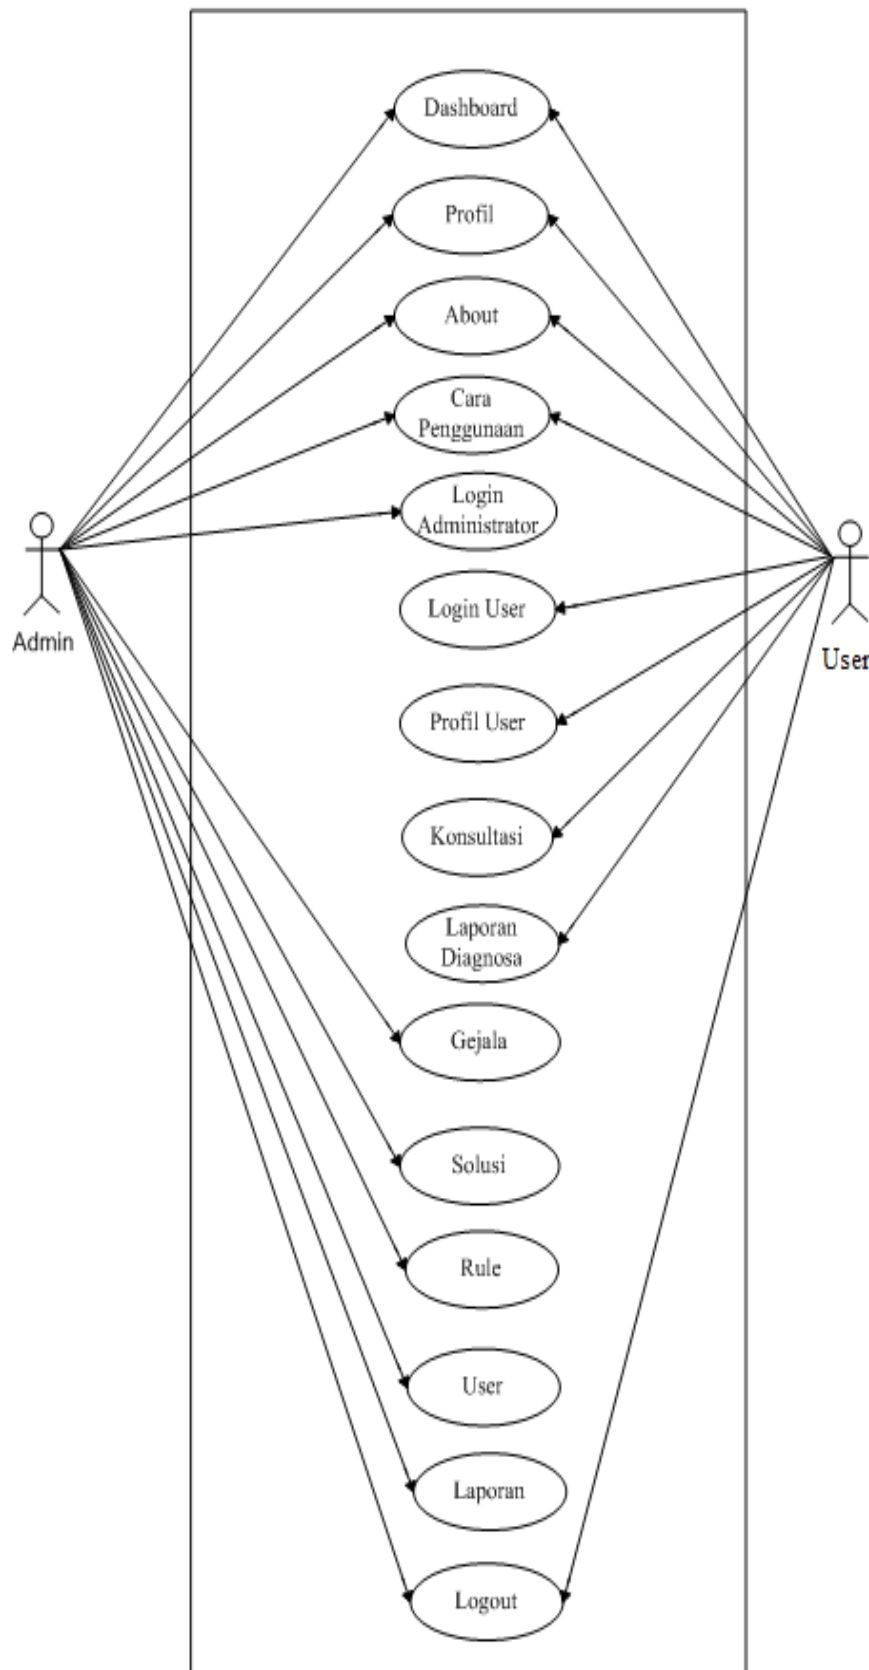 Dashboard
Profil
About
Cara
Penggunaan
Login
Administrator
Admin
Login User
User
Profil User
Konsultasi
Laporan
Diagnosa
Gejala
Solusi
Rule
User
Laporan
Logout